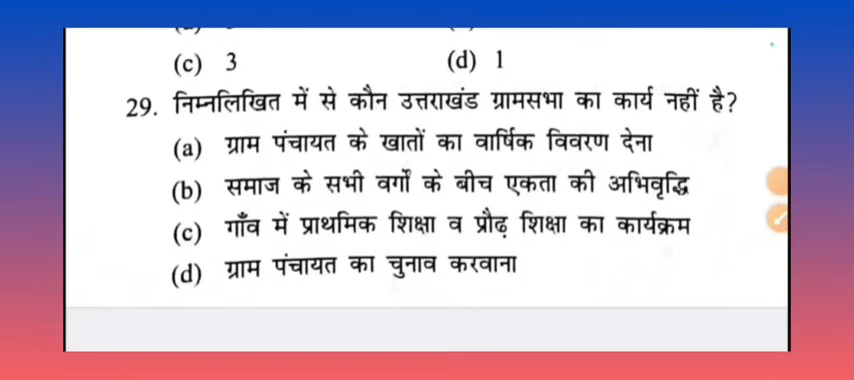 (c) 3 (d) 1
29. निम्नलिखित में से कौन उत्तराखंड ग्रामसभा का कार्य नहीं है?
(a) ग्राम पंचायत के खातों का वार्षिक विवरण देना
(b) समाज के सभी वर्गों के बीच एकता की अभिवृद्धि
(c) गाँव में प्राथमिक शिक्षा व प्रौढ़ शिक्षा का कार्यक्रम
(d) ग्राम पंचायत का चुनाव करवाना